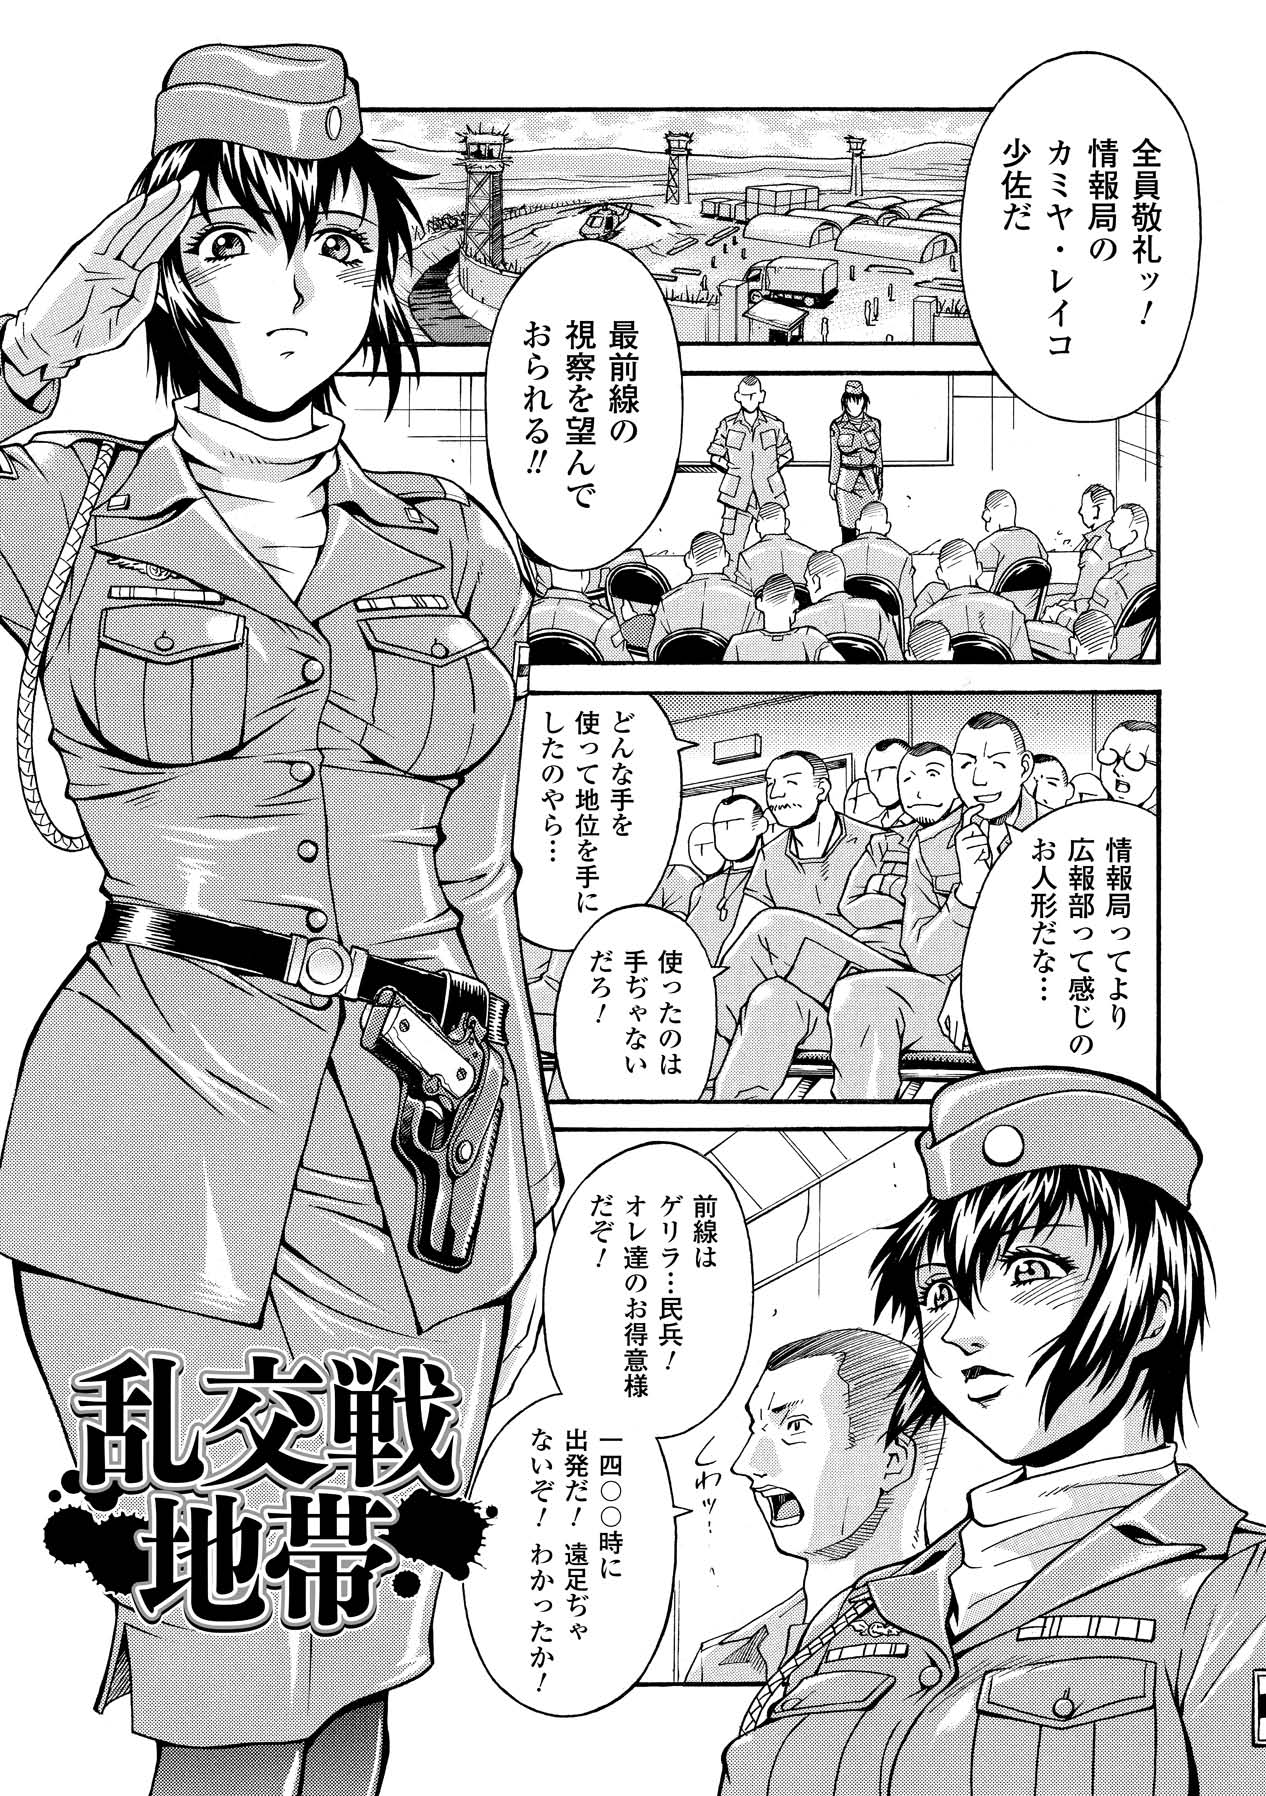 全員敬礼ッ！
情報局の
カミヤ・レイコ
少佐だ
最前線の
視察を望んで
おられる!!
情報局ってより
広報部って感じの
お人形だな…
どんな手を
使って地位を手に
したのやら…
使ったのは
手ぢゃない
だろ！
前線は
ゲリラ…民兵！
オレ達のお得意様
だぞ！
一四〇〇時に
出発だ！遠足ぢゃ
ないぞ！わかったか！
しわッ…
乱交戦
地帯